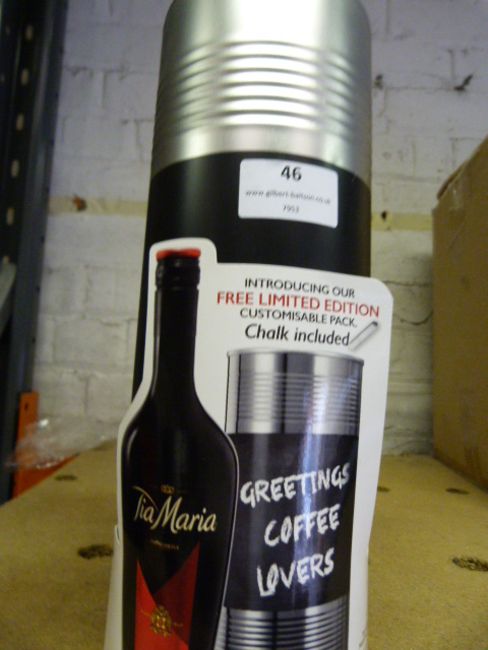 46
www.gilbert-baitson.co.uk
7953
INTRODUCING OUR
FREE LIMITED EDITION
CUSTOMISABLE PACK.
Chalk included
GREETINGS
COFFEE
LOVERS
Tia Maria